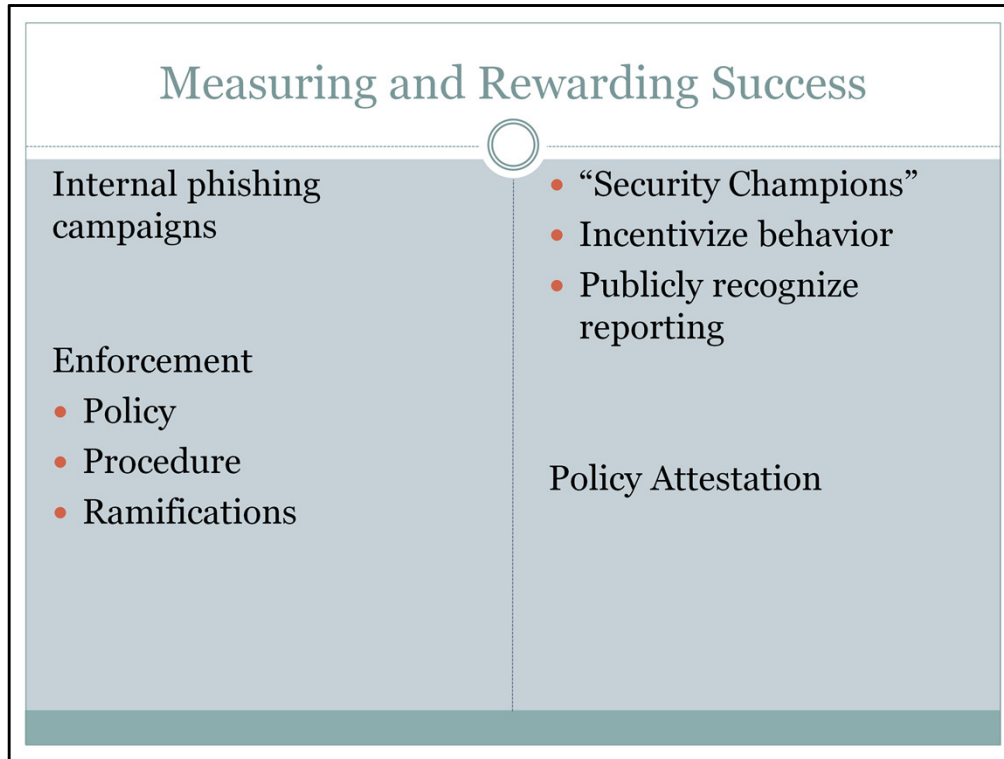 Measuring and Rewarding Success
Internal phishing
campaigns
Enforcement
• Policy
• Procedure
• Ramifications
• “Security Champions”
• Incentivize behavior
• Publicly recognize
reporting
Policy Attestation